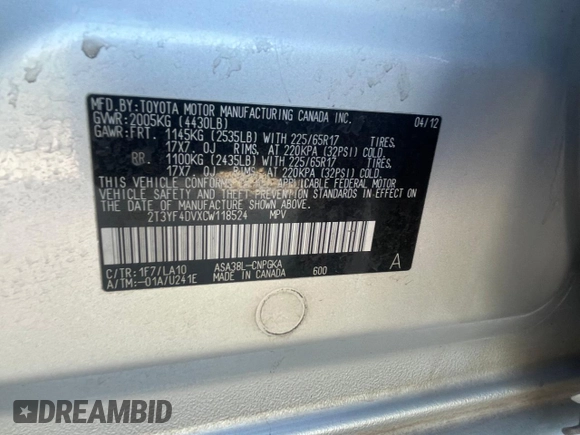 MFD.BY: TOYOTA MOTOR MANUFACTURING CANADA INC.
GVWR: 2005KG (4430LB) 04/12
GAWR: FRT. 1145KG (2535LB) WITH 225/65R17 TIRES.
17X7. 0J RIMS. AT 220KPA (32PSI) COLD.
RR. 1100KG (2435LB) WITH 225/65R17 TIRES.
17X7. 0J RIMS. AT 220KPA (32PSI) COLD.
THIS VEHICLE CONFORMS APPLICABLE FEDERAL MOTOR
VEHICLE SAFETY STANDARDS IN EFFECT ON
THE DATE OF MANUFACTURE SHOWN ABOVE.
2T3YF4DVXCW118524 MPV
C/TR: 1F7/LA10 ASA38L-CNPGKA 600 A
A/TM:-01A/U241E MADE IN CANADA
DREAMBID